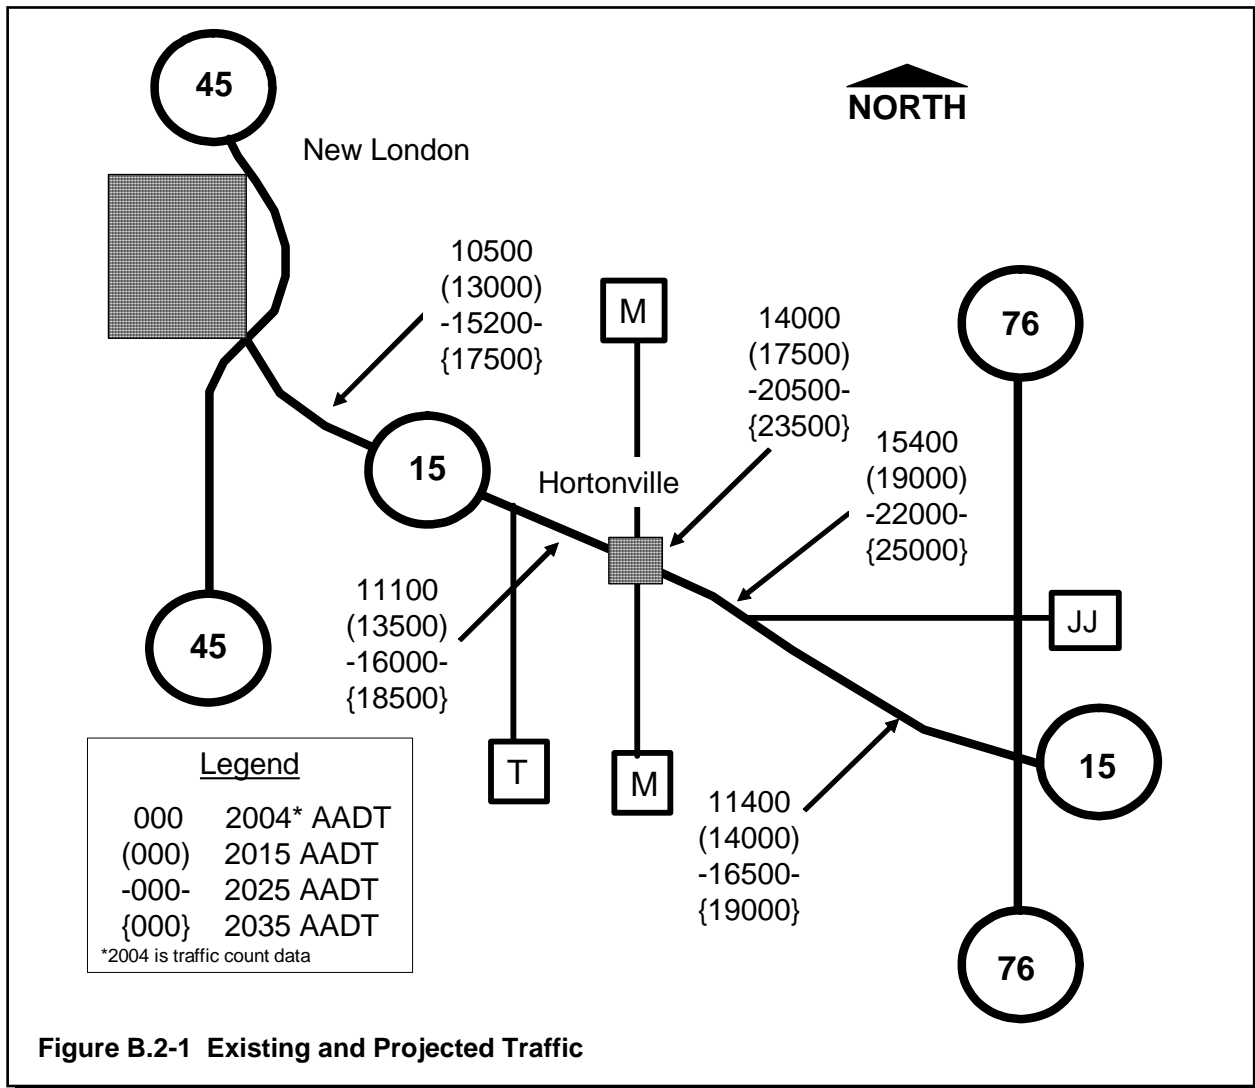 45
NORTH
New London
10500
(13000)
-15200-
{17500}
M
14000
(17500)
-20500-
{23500}
76
15400
(19000)
-22000-
{25000}
15
Hortonville
11100
(13500)
-16000-
{18500}
JJ
45
T
M
15
11400
(14000)
-16500-
{19000}
76
Legend
000 2004* AADT
(000) 2015 AADT
-000- 2025 AADT
{000} 2035 AADT
*2004 is traffic count data
Figure B.2-1 Existing and Projected Traffic